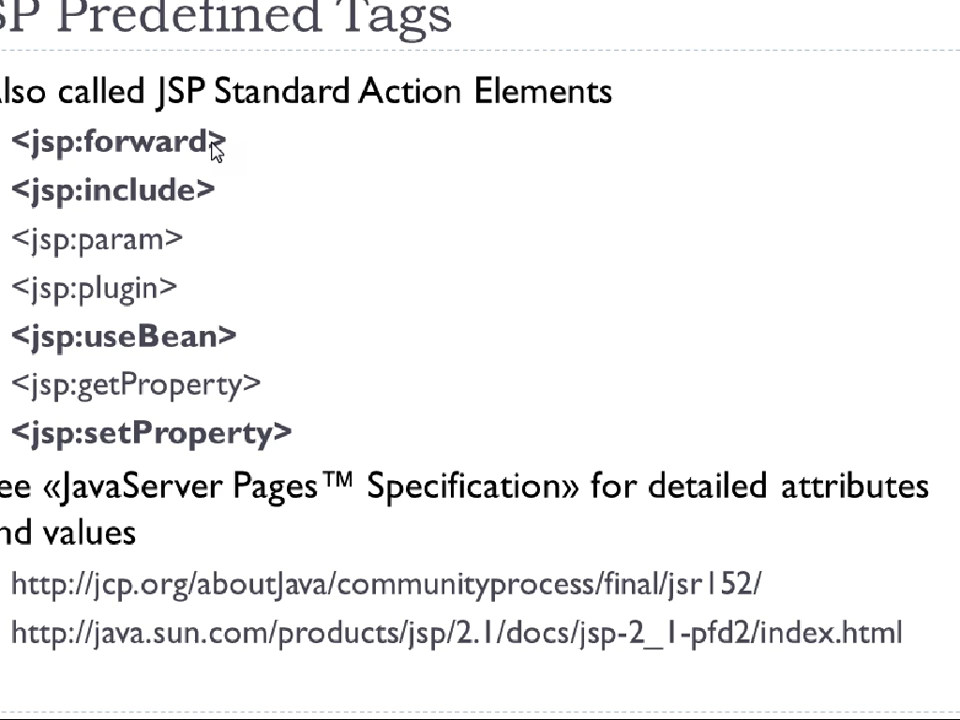 SP Predefined Tags
Also called JSP Standard Action Elements
<jsp:forward>
<jsp:include>
<jsp:param>
<jsp:plugin>
<jsp:useBean>
<jsp:getProperty>
<jsp:setProperty>
ee «JavaServer Pages™ Specification» for detailed attributes
nd values
http://jcp.org/aboutJava/communityprocess/final/jsr152/
http://java.sun.com/products/jsp/2.1/docs/jsp-2_1-pfd2/index.html